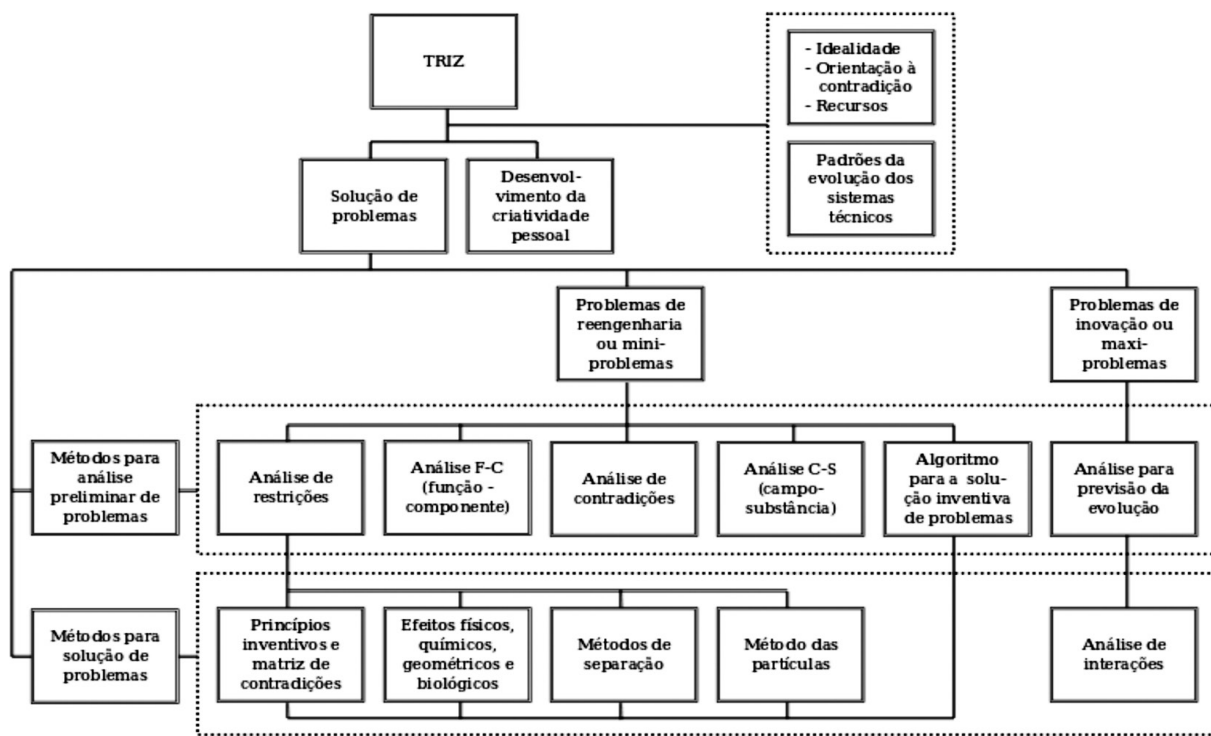 TRIZ
- Idealidade
- Orientação à
contradição
- Recursos
Padrões da
evolução dos
sistemas
técnicos
Solução de
problemas
Desenvol-
vimento da
criatividade
pessoal
Problemas de
reengenharia
ou mini-
problemas
Problemas de
inovação ou
maxi-
problemas
Métodos para
análise
preliminar de
problemas
Análise de
restrições
Análise F-C
(função -
componente)
Análise de
contradições
Análise C-S
(campo-
substância)
Algoritmo
para a solu-
ção inventiva
de problemas
Análise para
previsão da
evolução
Métodos para
solução de
problemas
Princípios
inventivos e
matriz de
contradições
Efeitos físicos,
químicos,
geométricos e
biológicos
Métodos de
separação
Método das
partículas
Análise de
interações